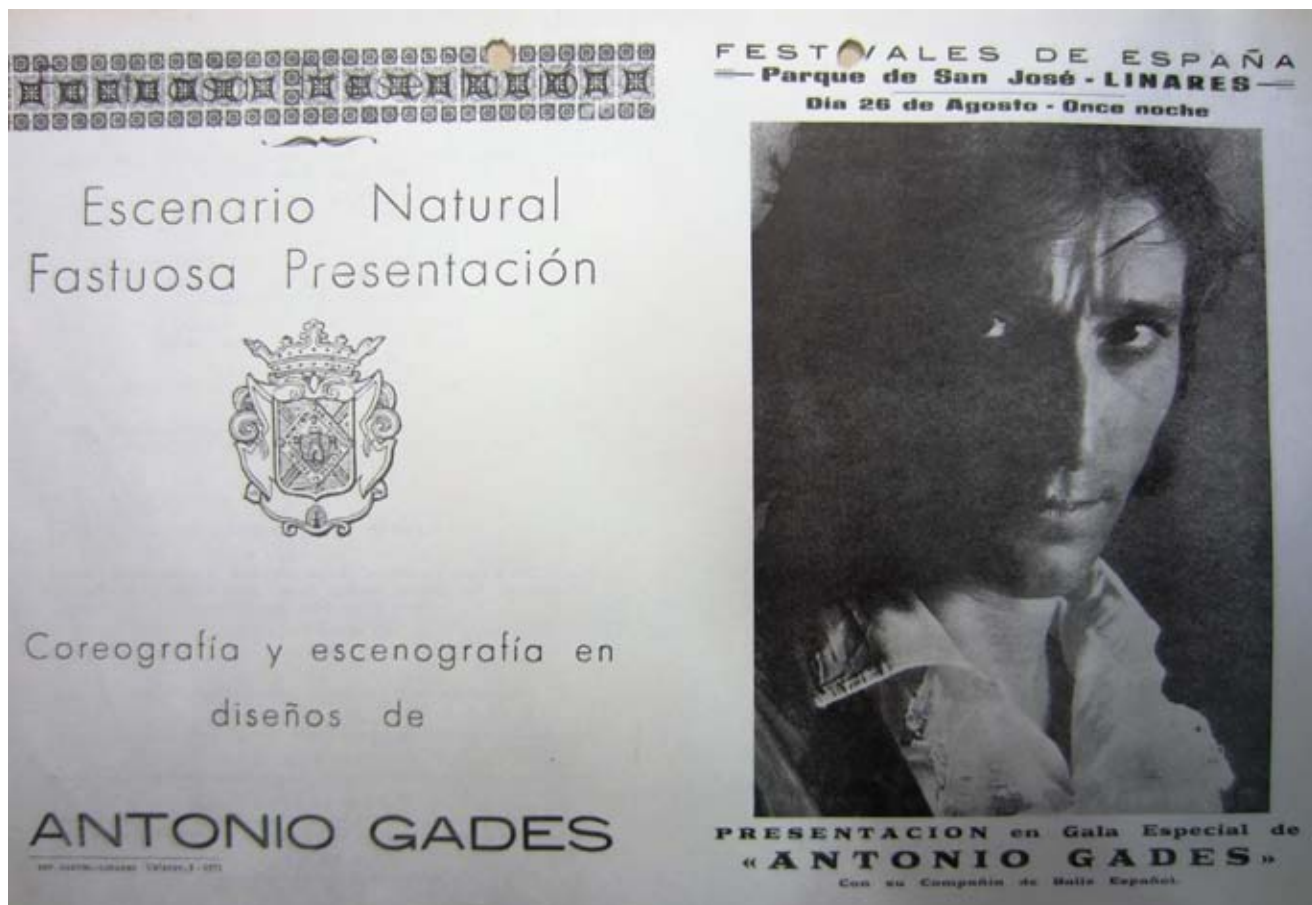 Escenario Natural
Fastuosa Presentación
Coreografía y escenografía en
diseños de
ANTONIO GADES
FESTIVALES DE ESPAÑA
Parque de San José - LINARES
Día 26 de Agosto - Once noche
PRESENTACION en Gala Especial de
«ANTONIO GADES»
Con su Compañía de Baile Español.